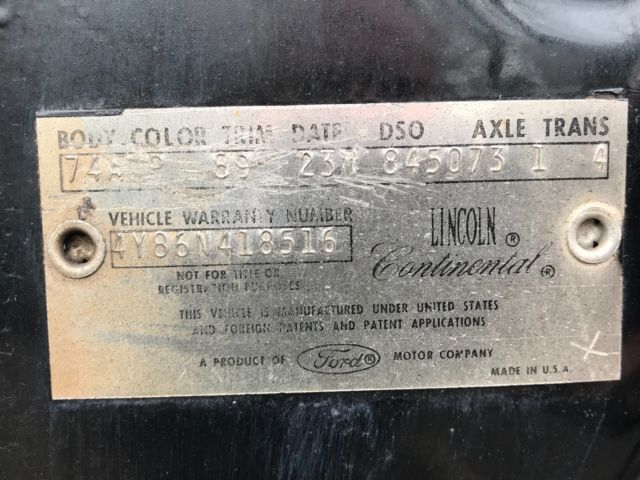 BODY COLOR TRIM DATE DSO AXLE TRANS
74A P 89 23M 845073 1 4
VEHICLE WARRANTY NUMBER
4Y86N418516
LINCOLN ®
Continental ®
NOT FOR TITLE OR
REGISTRATION PURPOSES
THIS VEHICLE IS MANUFACTURED UNDER UNITED STATES
AND FOREIGN PATENTS AND PATENT APPLICATIONS
A PRODUCT OF Ford® MOTOR COMPANY
MADE IN U.S.A.